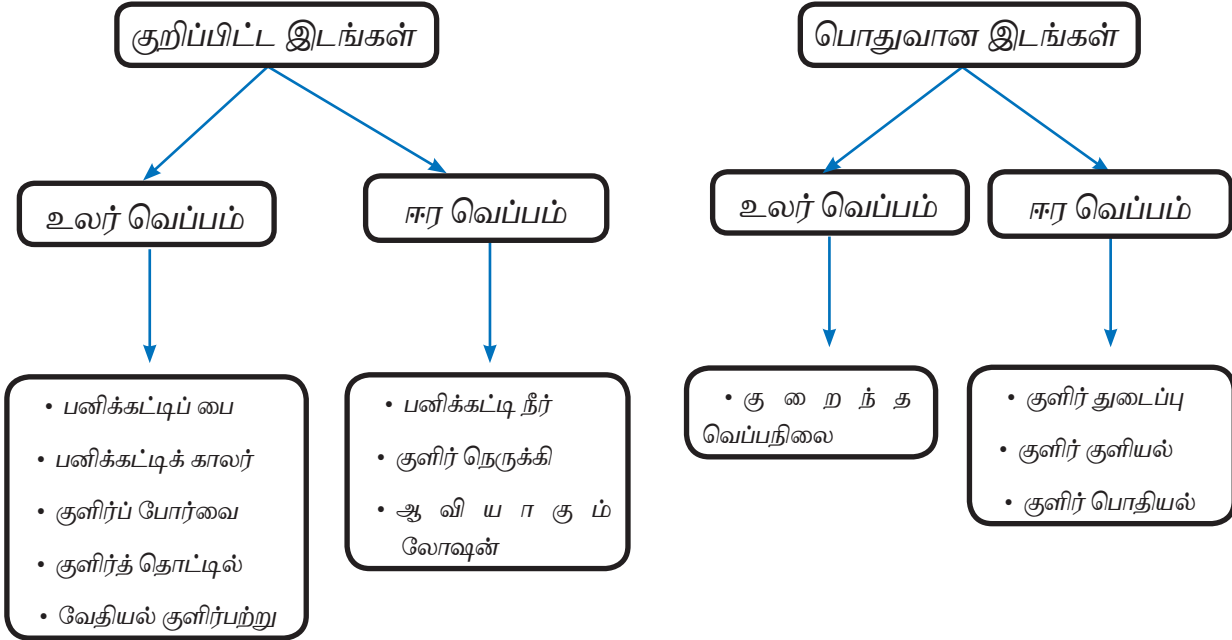 குறிப்பிட்ட இடங்கள்
உலர் வெப்பம்
• பனிக்கட்டிப் பை
• பனிக்கட்டிக் காலர்
• குளிர்ப் போர்வை
• குளிர்த் தொட்டில்
• வேதியல் குளிர்பற்று
ஈர வெப்பம்
• பனிக்கட்டி நீர்
• குளிர் நெருக்கி
• ஆ வி யா கு ம்
லோஷன்
பொதுவான இடங்கள்
உலர் வெப்பம்
• கு றை ந் த
வெப்பநிலை
ஈர வெப்பம்
• குளிர் துடைப்பு
• குளிர் குளியல்
• குளிர் பொதியல்